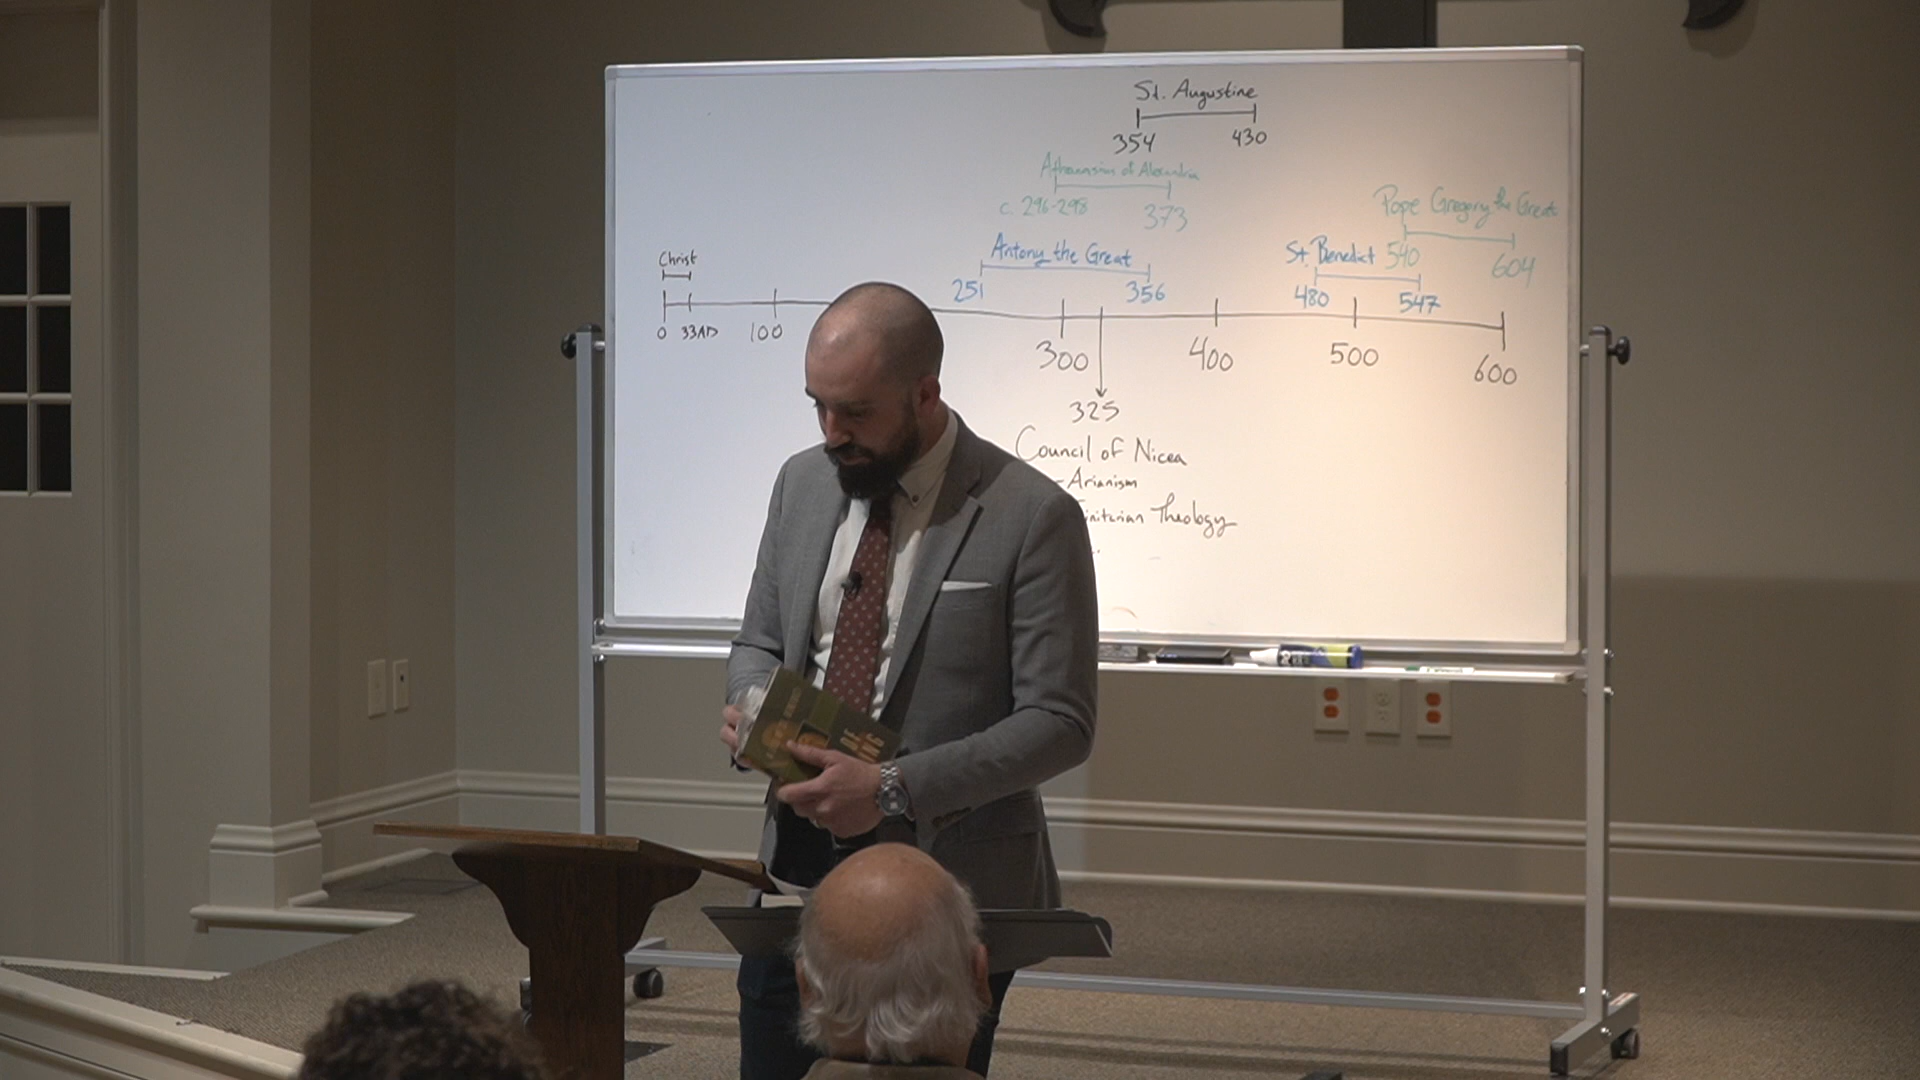 St. Augustine
354 430
Athanasius of Alexandria
c. 296-298 373
Pope Gregory the Great
540 604
Antony the Great
251 356
St. Benedict
480 547
Christ
0 33AD 100 300 400 500 600
325
Council of Nicea
- Arianism
Theology